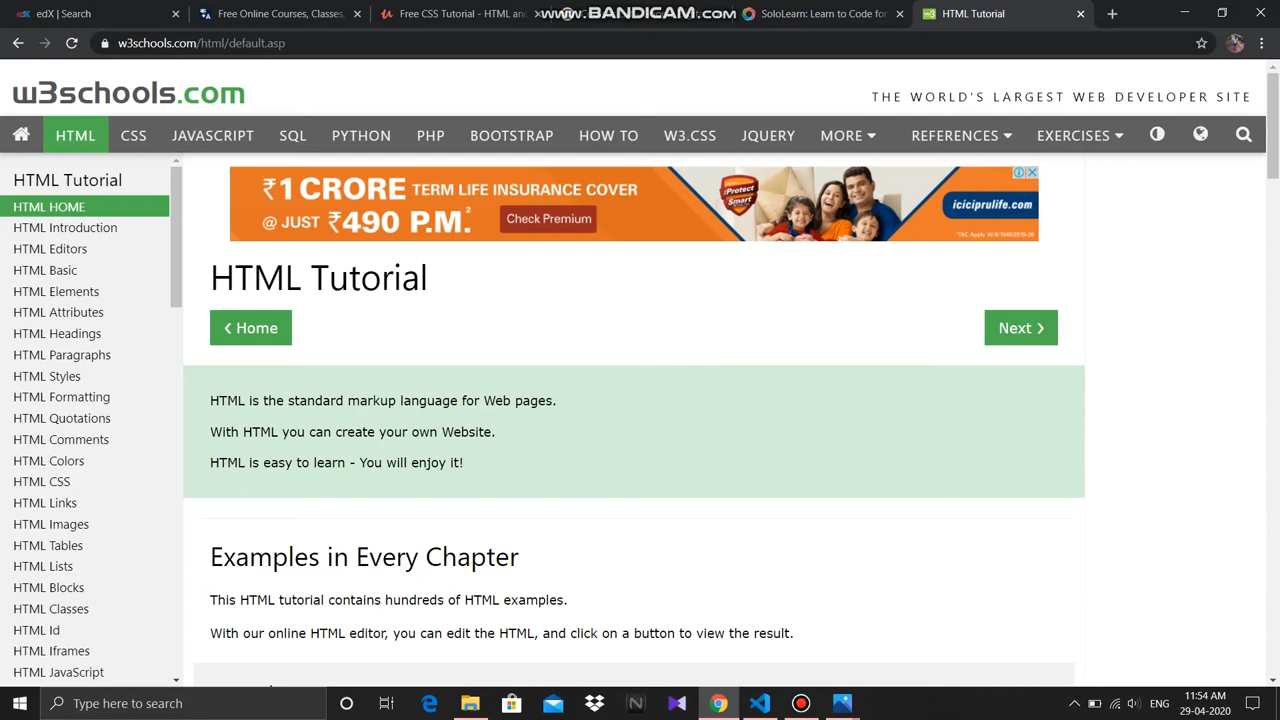 edX | Search
Free Online Courses, Classes,
Free CSS Tutorial - HTML and
www.BANDICAM.com
SoloLearn: Learn to Code for
HTML Tutorial
w3schools.com/html/default.asp
w3schools.com
THE WORLD'S LARGEST WEB DEVELOPER SITE
HTML CSS JAVASCRIPT SQL PYTHON PHP BOOTSTRAP HOW TO W3.CSS JQUERY MORE REFERENCES EXERCISES
HTML Tutorial
HTML HOME
HTML Introduction
HTML Editors
HTML Basic
HTML Elements
HTML Attributes
HTML Headings
HTML Paragraphs
HTML Styles
HTML Formatting
HTML Quotations
HTML Comments
HTML Colors
HTML CSS
HTML Links
HTML Images
HTML Tables
HTML Lists
HTML Blocks
HTML Classes
HTML Id
HTML Iframes
HTML JavaScript
₹1 CRORE TERM LIFE INSURANCE COVER
@ JUST ₹490 P.M.²
Check Premium
iProtect
Smart
iciciprulife.com
HTML Tutorial
❮ Home
Next ❯
HTML is the standard markup language for Web pages.
With HTML you can create your own Website.
HTML is easy to learn - You will enjoy it!
Examples in Every Chapter
This HTML tutorial contains hundreds of HTML examples.
With our online HTML editor, you can edit the HTML, and click on a button to view the result.
Type here to search
ENG
11:54 AM
29-04-2020